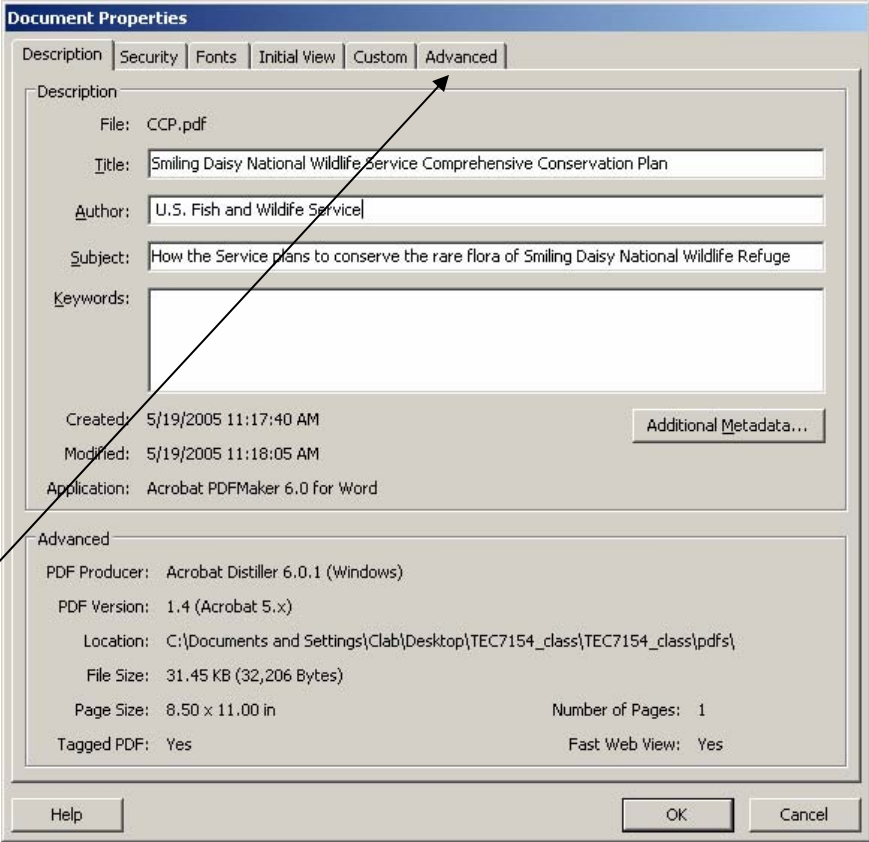 Document Properties
Description Security Fonts Initial View Custom Advanced
Description
File: CCP.pdf
Title: Smiling Daisy National Wildlife Service Comprehensive Conservation Plan
Author: U.S. Fish and Wildife Service
Subject: How the Service plans to conserve the rare flora of Smiling Daisy National Wildlife Refuge
Keywords:
Created: 5/19/2005 11:17:40 AM
Additional Metadata...
Modified: 5/19/2005 11:18:05 AM
Application: Acrobat PDFMaker 6.0 for Word
Advanced
PDF Producer: Acrobat Distiller 6.0.1 (Windows)
PDF Version: 1.4 (Acrobat 5.x)
Location: C:\Documents and Settings\Clab\Desktop\TEC7154_class\TEC7154_class\pdfs\
File Size: 31.45 KB (32,206 Bytes)
Page Size: 8.50 x 11.00 in Number of Pages: 1
Tagged PDF: Yes Fast Web View: Yes
Help OK Cancel